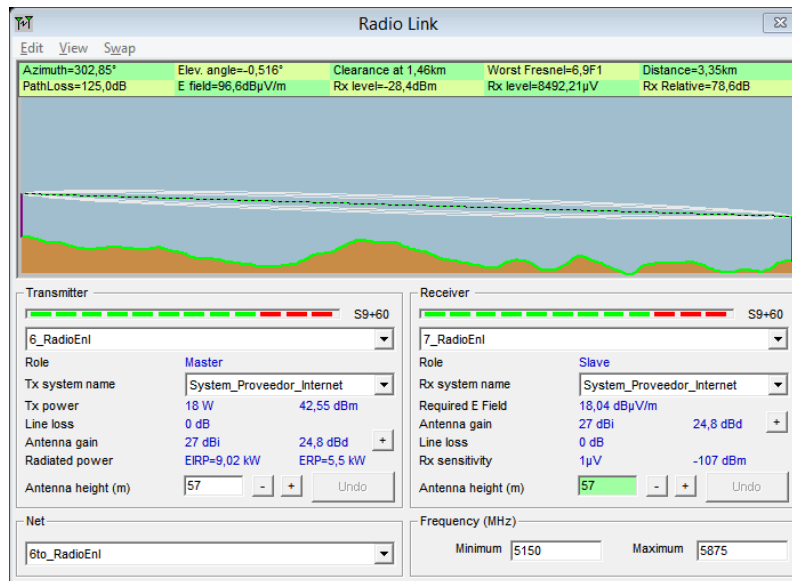 Radio Link
Edit View Swap
Azimuth=302,85° Elev. angle=-0,516° Clearance at 1,46km Worst Fresnel=6,9F1 Distance=3,35km
PathLoss=125,0dB E field=96,6dBµV/m Rx level=-28,4dBm Rx level=8492,21µV Rx Relative=78,6dB
Transmitter
S9+60
6_RadioEnl
Role Master
Tx system name System_Proveedor_Internet
Tx power 18 W 42,55 dBm
Line loss 0 dB
Antenna gain 27 dBi 24,8 dBd +
Radiated power EIRP=9,02 kW ERP=5,5 kW
Antenna height (m) 57 - + Undo
Receiver
S9+60
7_RadioEnl
Role Slave
Rx system name System_Proveedor_Internet
Required E Field 18,04 dBµV/m
Antenna gain 27 dBi 24,8 dBd +
Line loss 0 dB
Rx sensitivity 1µV -107 dBm
Antenna height (m) 57 - + Undo
Net
6to_RadioEnl
Frequency (MHz)
Minimum 5150 Maximum 5875